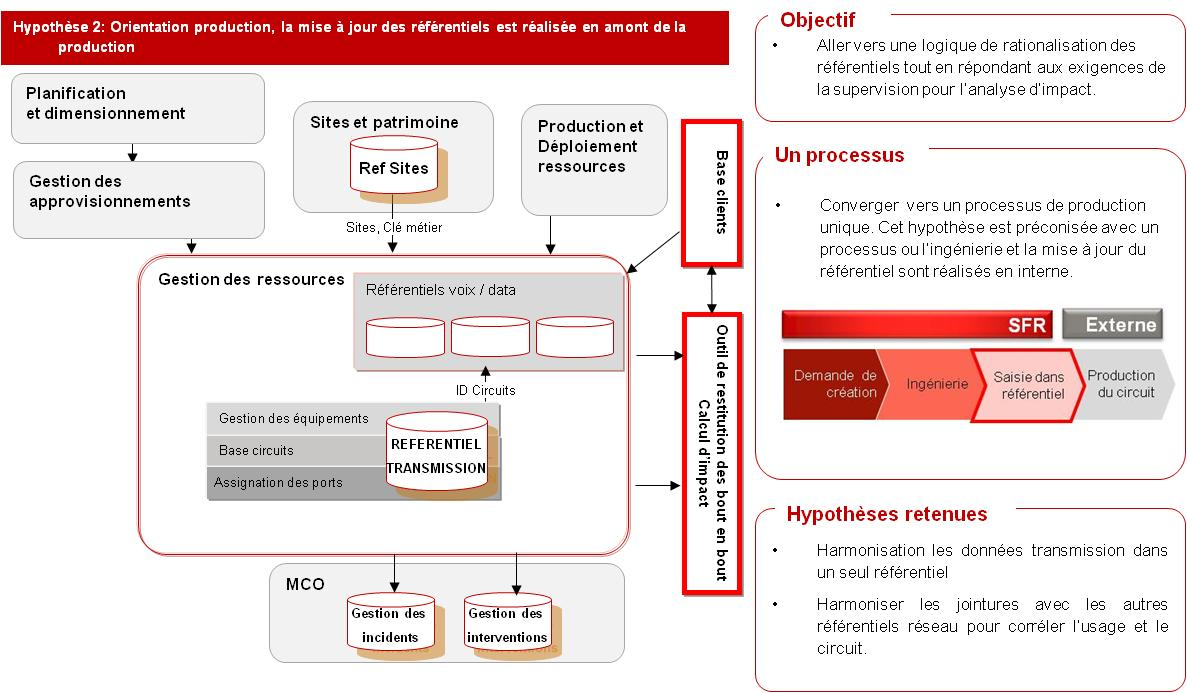 Hypothèse 2: Orientation production, la mise à jour des référentiels est réalisée en amont de la
production
Planification
et dimensionnement
Gestion des
approvisionnements
Sites et patrimoine
Ref Sites
Sites, Clé métier
Production et
Déploiement
ressources
Base clients
Gestion des ressources
Référentiels voix / data
ID Circuits
Gestion des équipements
Base circuits
Assignation des ports
REFERENTIEL
TRANSMISSION
Outil de restitution des bout en bout
Calcul d'impact
MCO
Gestion des
incidents
Gestion des
interventions
Objectif
• Aller vers une logique de rationalisation des
référentiels tout en répondant aux exigences de
la supervision pour l'analyse d'impact.
Un processus
• Converger vers un processus de production
unique. Cet hypothèse est préconisée avec un
processus ou l'ingénierie et la mise à jour du
référentiel sont réalisés en interne.
SFR
Externe
Demande de
création
Ingénierie
Saisie dans
référentiel
Production
du circuit
Hypothèses retenues
• Harmonisation les données transmission dans
un seul référentiel
• Harmoniser les jointures avec les autres
référentiels réseau pour corréler l'usage et le
circuit.